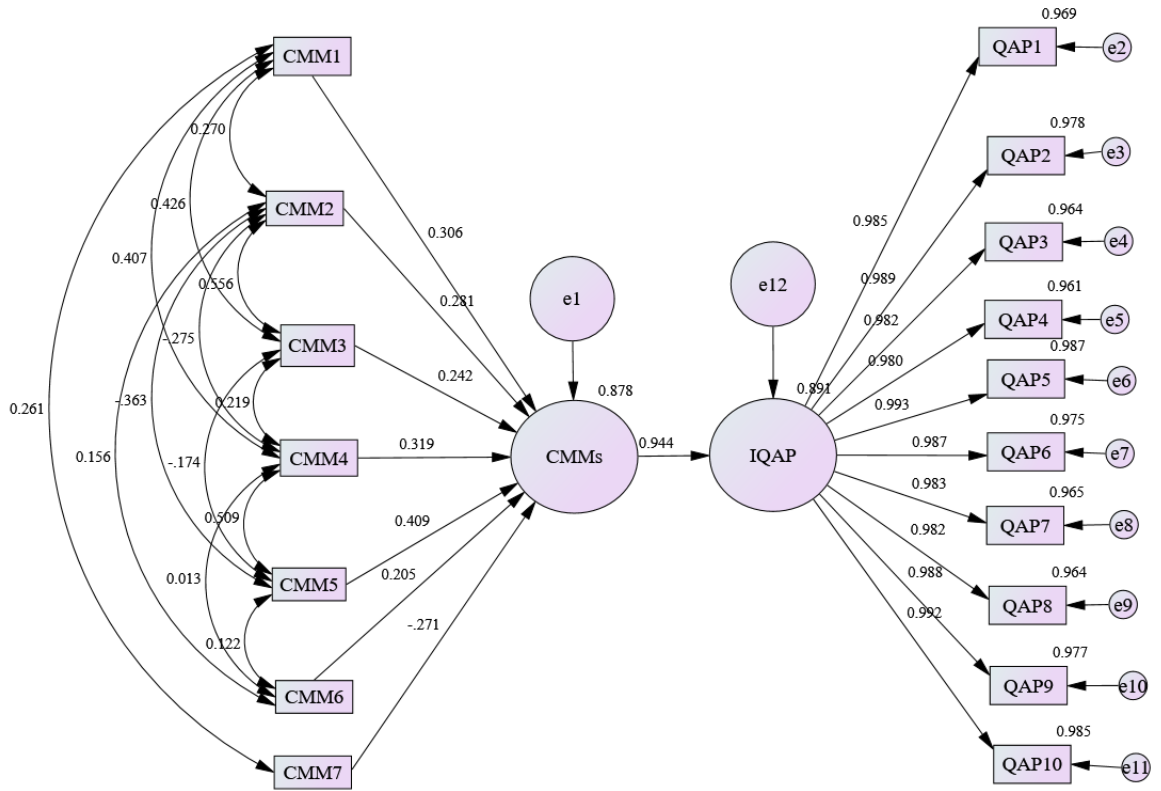 0.969
CMM1
QAP1
e2
0.270
0.978
QAP2
e3
0.426
CMM2
0.306
0.985
0.964
QAP3
e4
0.407
0.556
0.281
e1
e12
0.989
0.961
QAP4
e5
0.982
-.275
CMM3
0.242
0.980
0.987
QAP5
e6
0.261
-.363
0.219
0.878
0.891
0.993
0.156
-.174
CMM4
0.319
CMMs
0.944
IQAP
0.987
0.975
QAP6
e7
0.983
0.965
QAP7
e8
0.509
0.409
0.982
0.013
CMM5
0.205
0.988
0.964
QAP8
e9
0.122
-.271
0.992
0.977
QAP9
e10
CMM6
0.985
QAP10
e11
CMM7